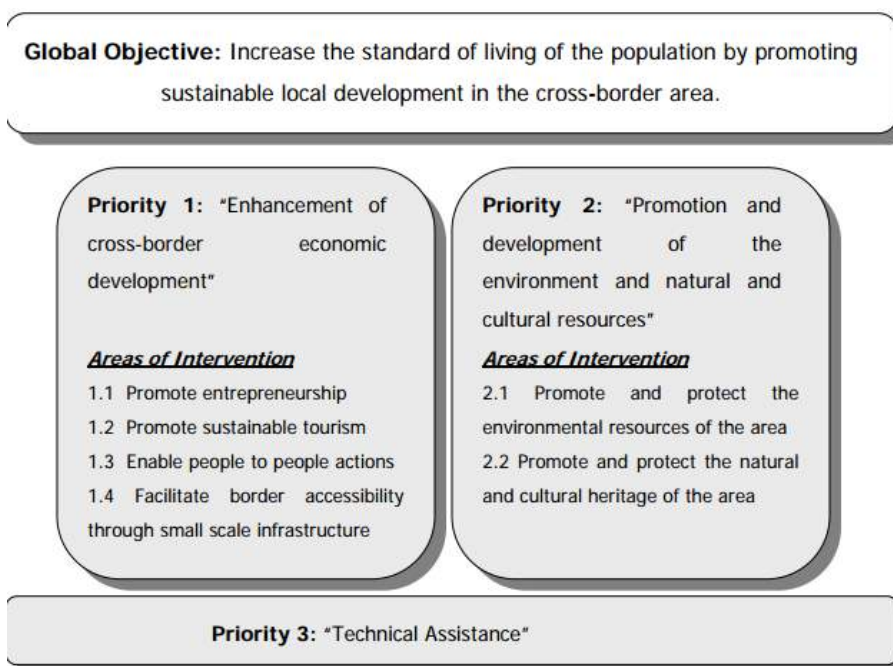 Global Objective: Increase the standard of living of the population by promoting
sustainable local development in the cross-border area.
Priority 1: “Enhancement of
cross-border economic
development”
Areas of Intervention
1.1 Promote entrepreneurship
1.2 Promote sustainable tourism
1.3 Enable people to people actions
1.4 Facilitate border accessibility
through small scale infrastructure
Priority 2: “Promotion and
development of the
environment and natural and
cultural resources”
Areas of Intervention
2.1 Promote and protect the
environmental resources of the area
2.2 Promote and protect the natural
and cultural heritage of the area
Priority 3: “Technical Assistance”